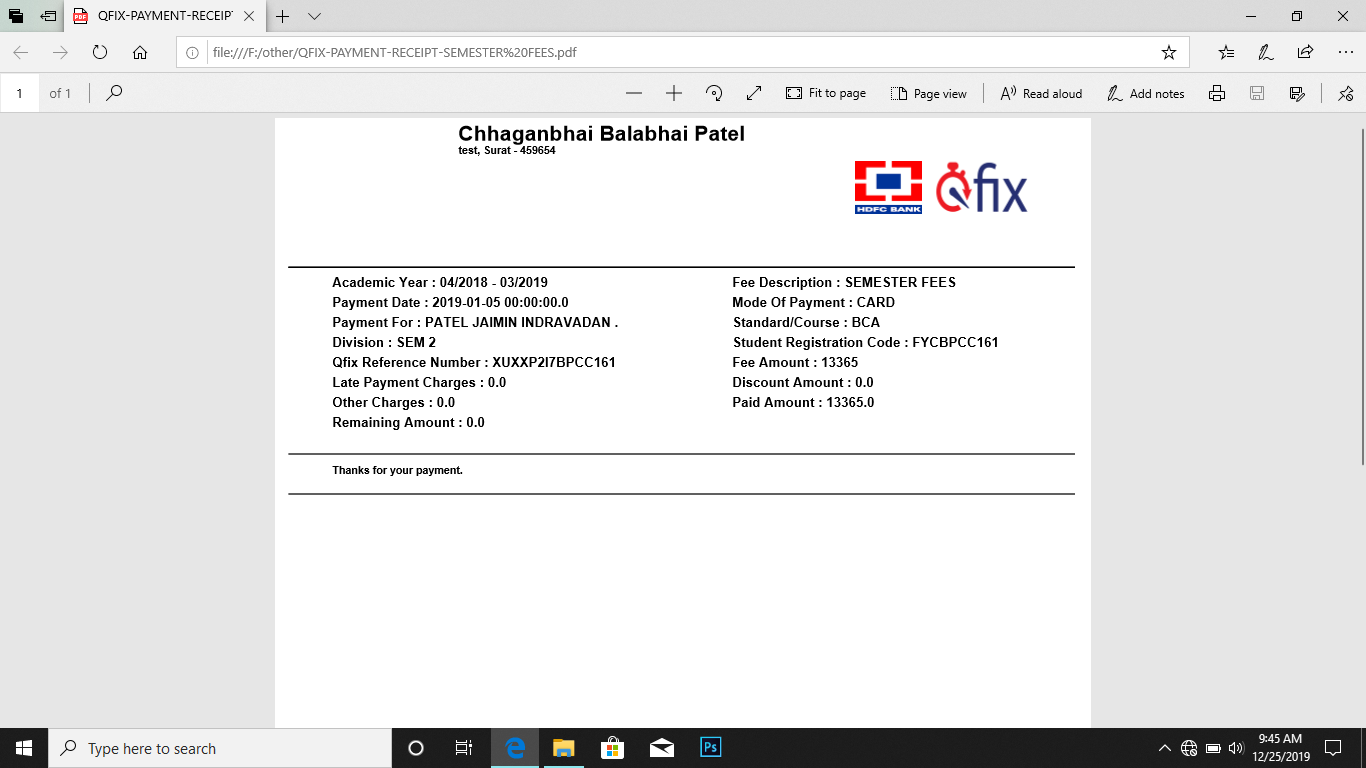 QFIX-PAYMENT-RECEIPT
file:///F:/other/QFIX-PAYMENT-RECEIPT-SEMESTER%20FEES.pdf
1 of 1
Fit to page
Page view
Read aloud
Add notes
Chhaganbhai Balabhai Patel
test, Surat - 459654
HDFC BANK
Qfix
Academic Year : 04/2018 - 03/2019
Fee Description : SEMESTER FEES
Payment Date : 2019-01-05 00:00:00.0
Mode Of Payment : CARD
Payment For : PATEL JAIMIN INDRAVADAN .
Standard/Course : BCA
Division : SEM 2
Student Registration Code : FYCBPCC161
Qfix Reference Number : XUXXP2I7BPCC161
Fee Amount : 13365
Late Payment Charges : 0.0
Discount Amount : 0.0
Other Charges : 0.0
Paid Amount : 13365.0
Remaining Amount : 0.0
Thanks for your payment.
Type here to search
Ps
9:45 AM
12/25/2019